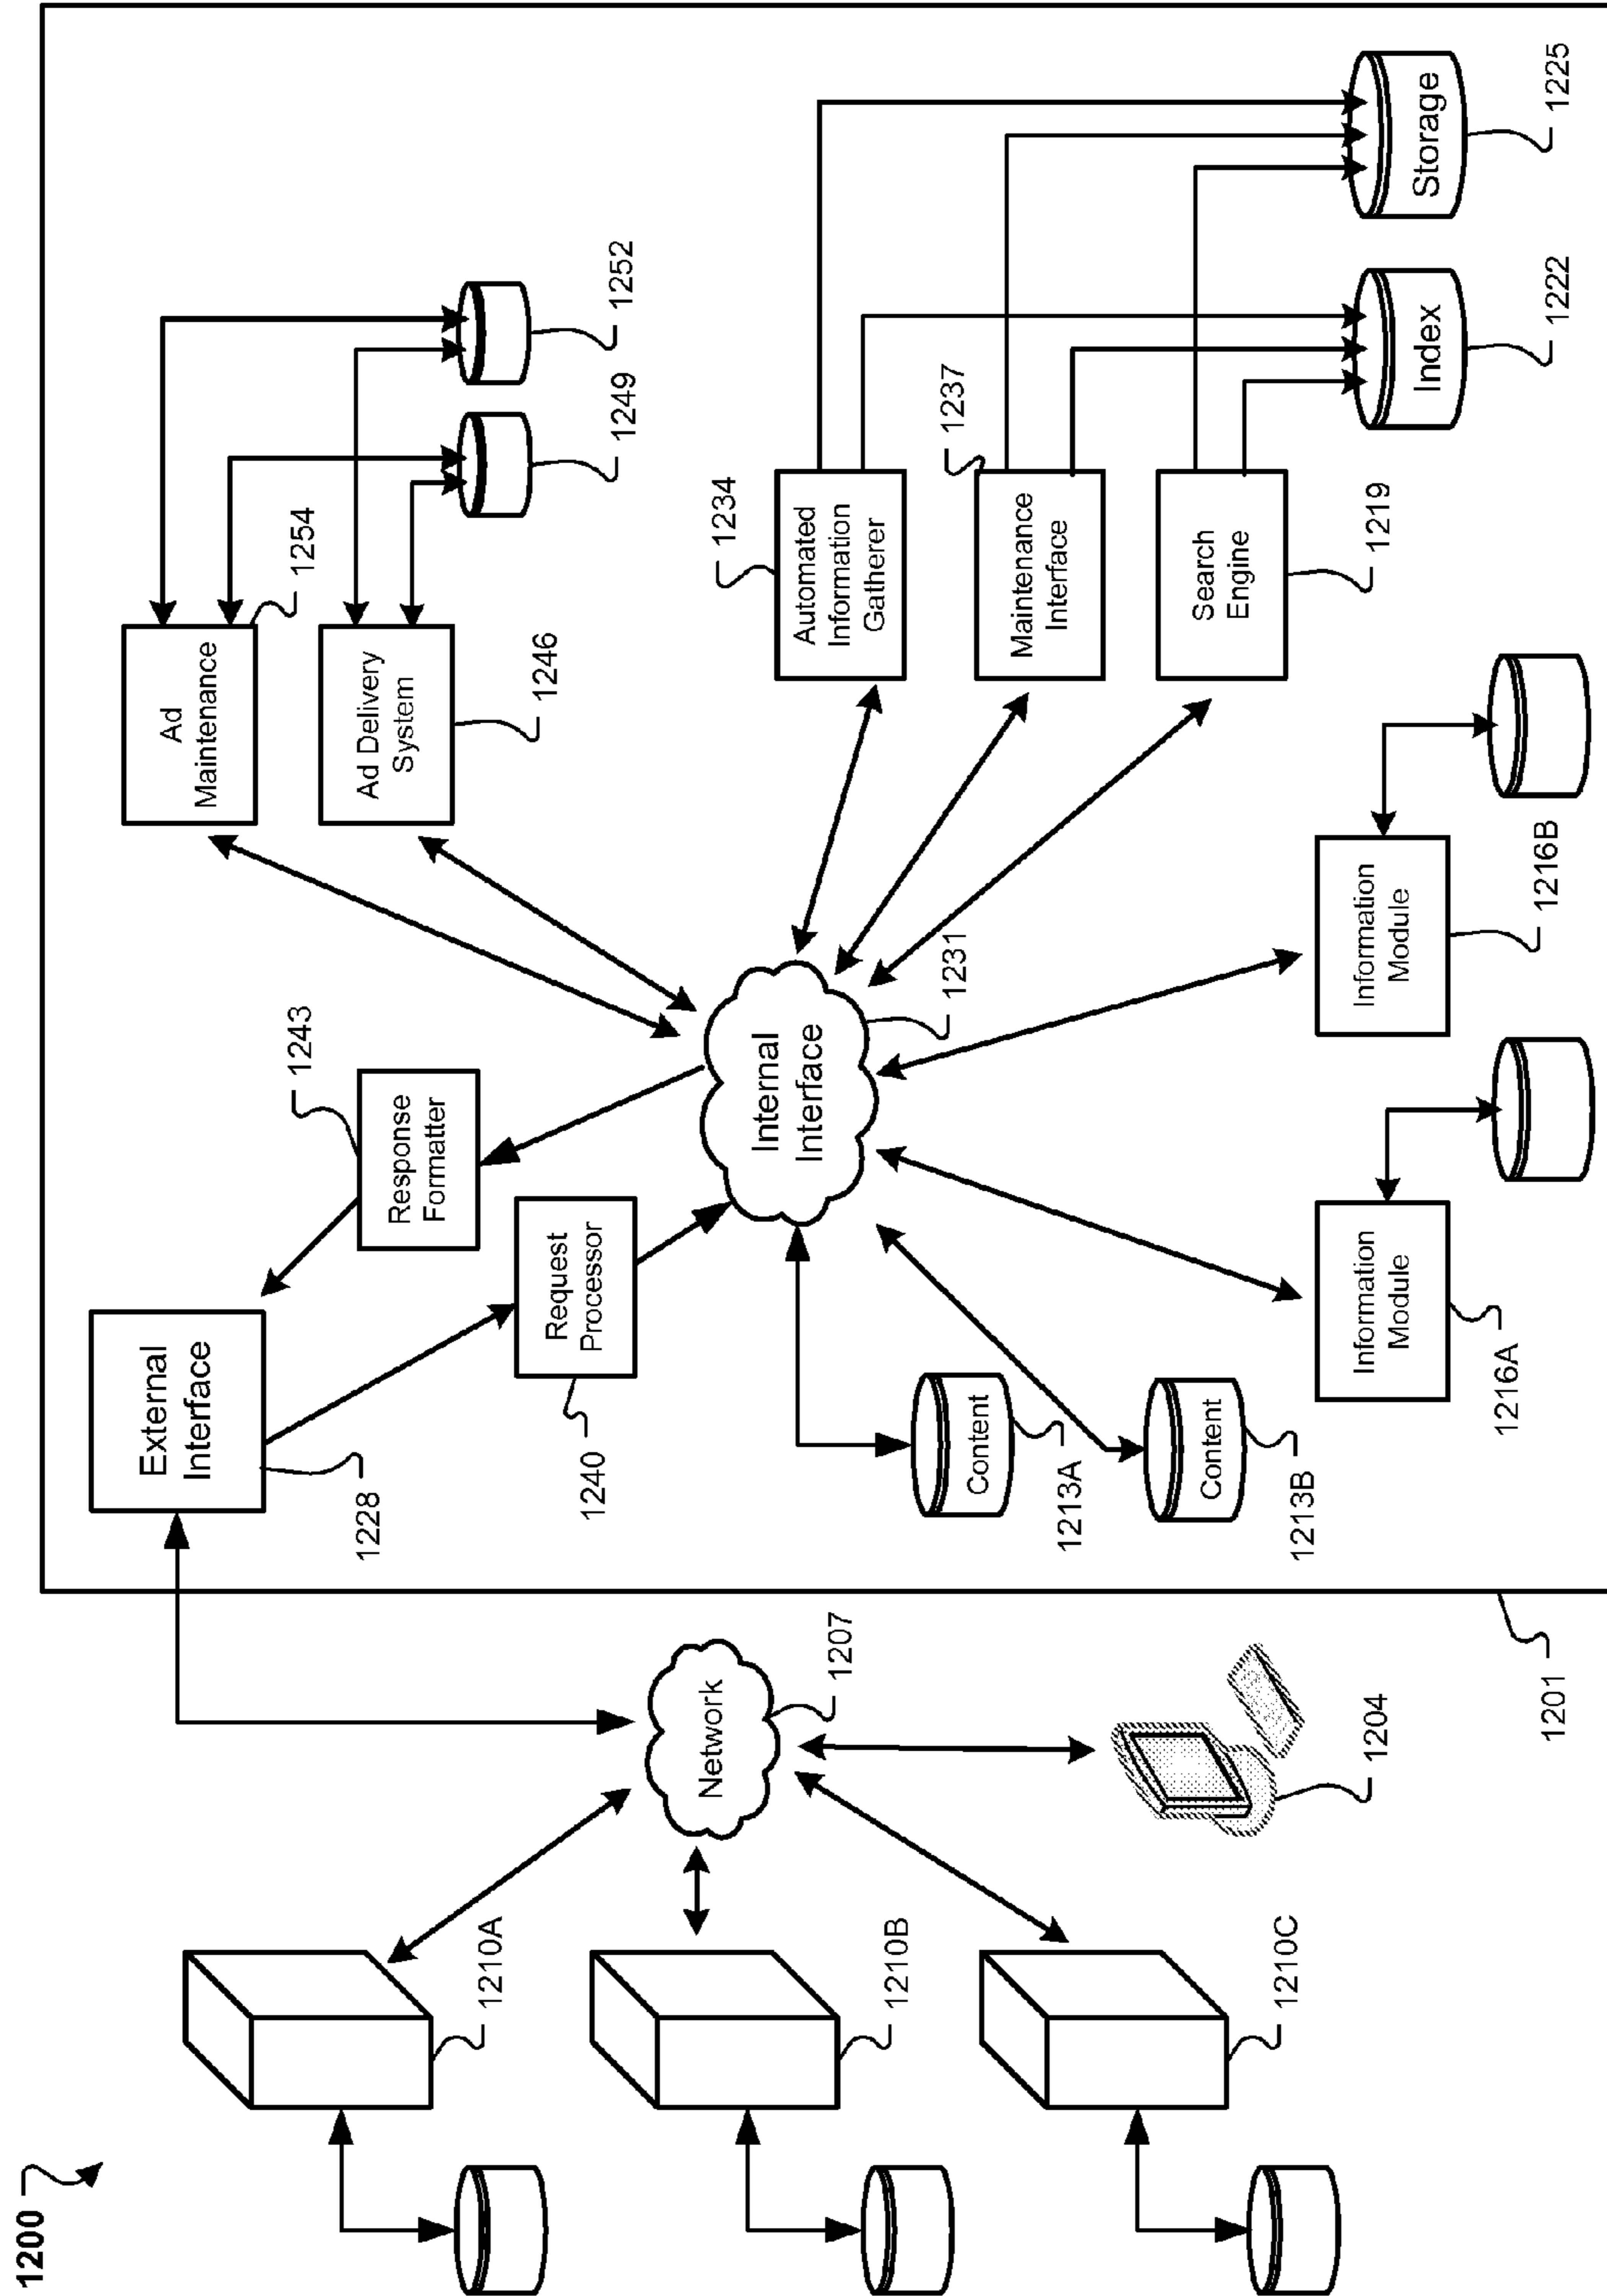 1200
External
Interface
1228
Response
Formatter
1243
Ad
Maintenance
1254
1252
1249
Ad Delivery
System
1246
Request
Processor
1240
1210A
1210B
1210C
Network
1207
1204
1201
Internal
Interface
1231
Content
1213A
Content
1213B
Automated
Information
Gatherer
1234
Maintenance
Interface
1237
Search
Engine
1219
Information
Module
1216A
Information
Module
1216B
Index
1222
Storage
1225